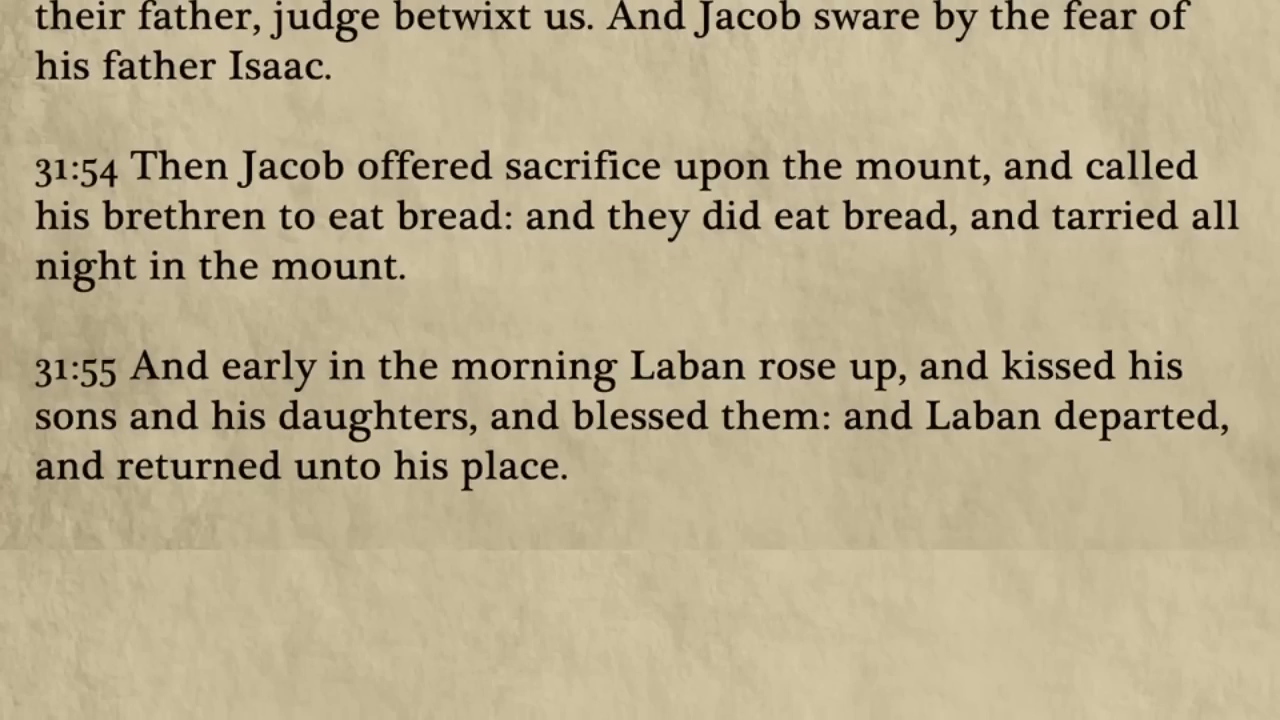 their father, judge betwixt us. And Jacob sware by the fear of
his father Isaac.
31:54 Then Jacob offered sacrifice upon the mount, and called
his brethren to eat bread: and they did eat bread, and tarried all
night in the mount.
31:55 And early in the morning Laban rose up, and kissed his
sons and his daughters, and blessed them: and Laban departed,
and returned unto his place.